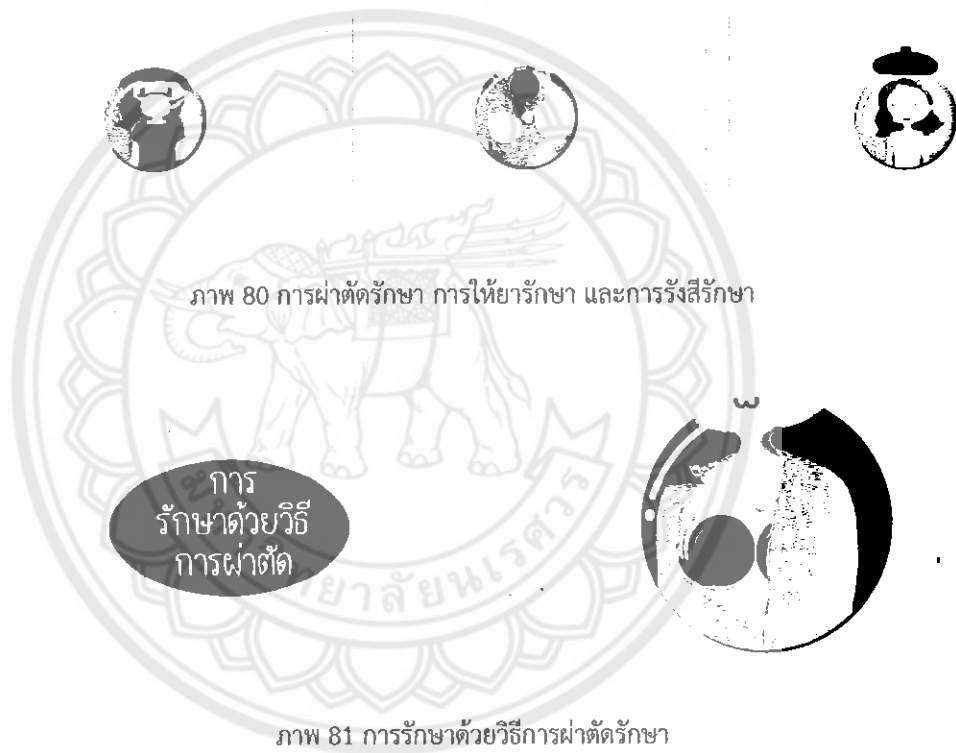 ภาพ 80 การผ่าตัดรักษา การให้ยารักษา และการรังสีรักษา
การ
รักษาด้วยวิธี
การผ่าตัด
ภาพ 81 การรักษาด้วยวิธีการผ่าตัดรักษา